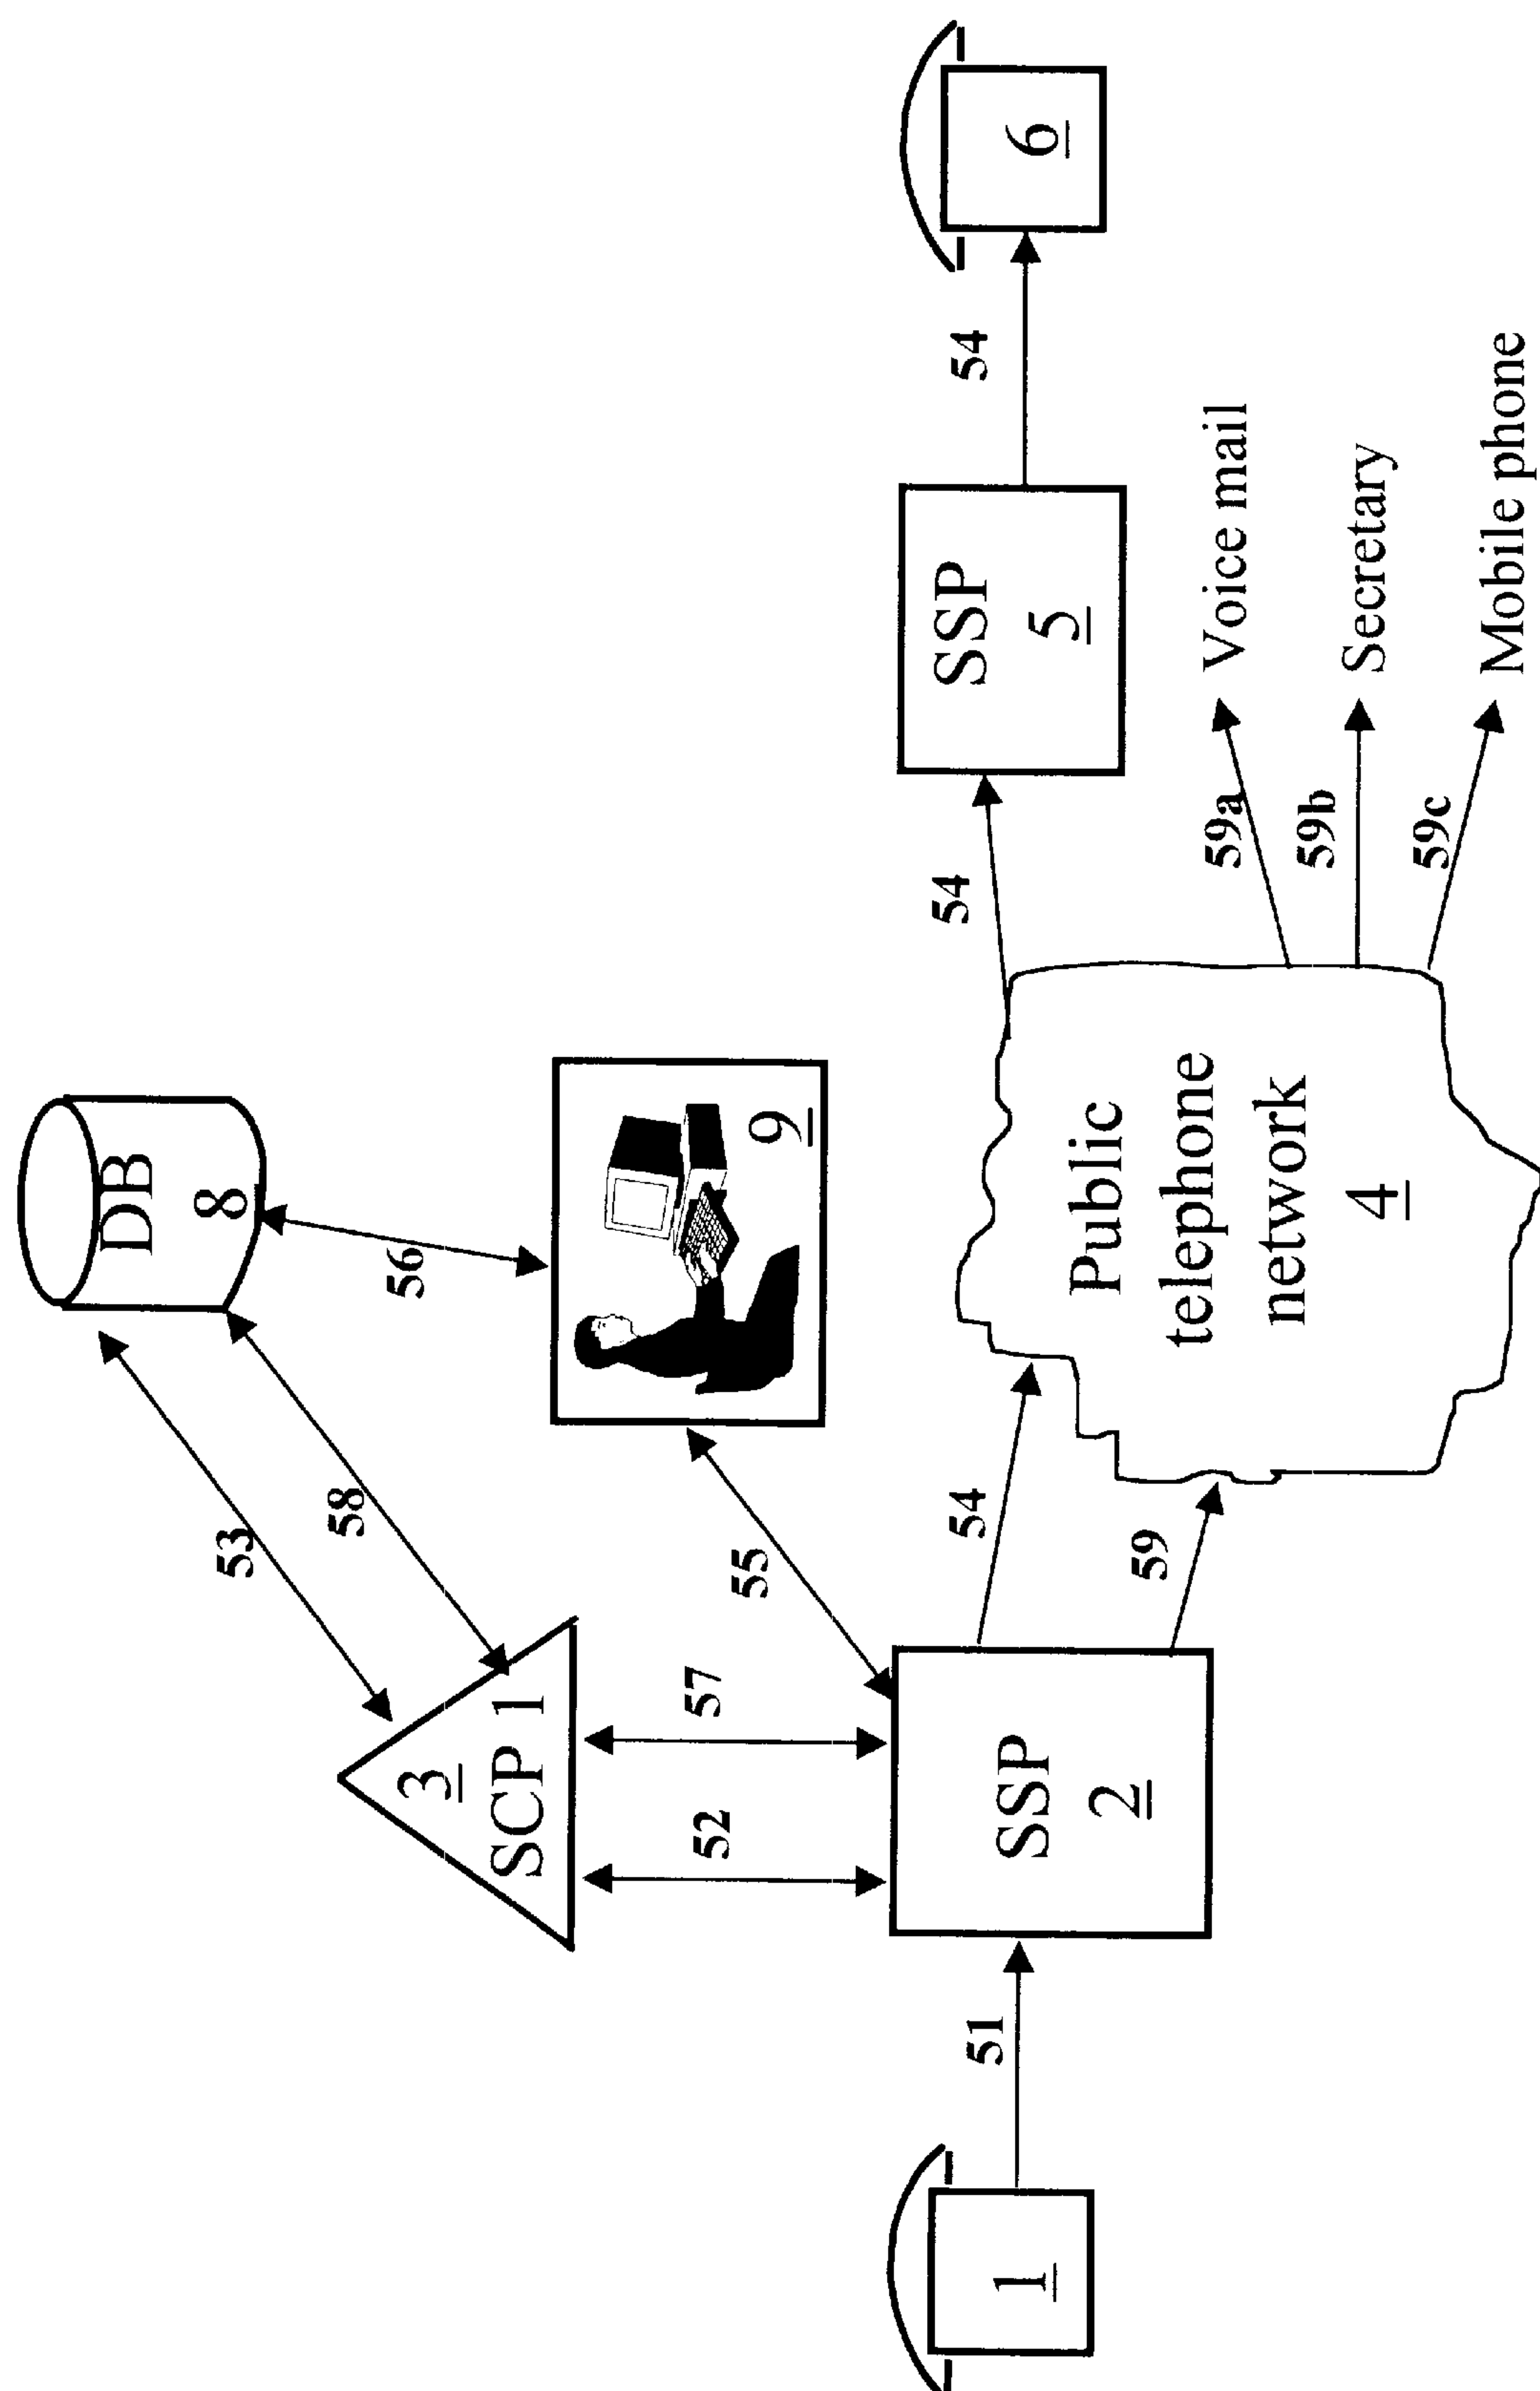 DB
8
53
58
56
3
SCP 1
9
52
57
55
1
51
SSP
2
54
59
Public
telephone
network
4
54
SSP
5
54
6
59a
Voice mail
59b
Secretary
59c
Mobile phone